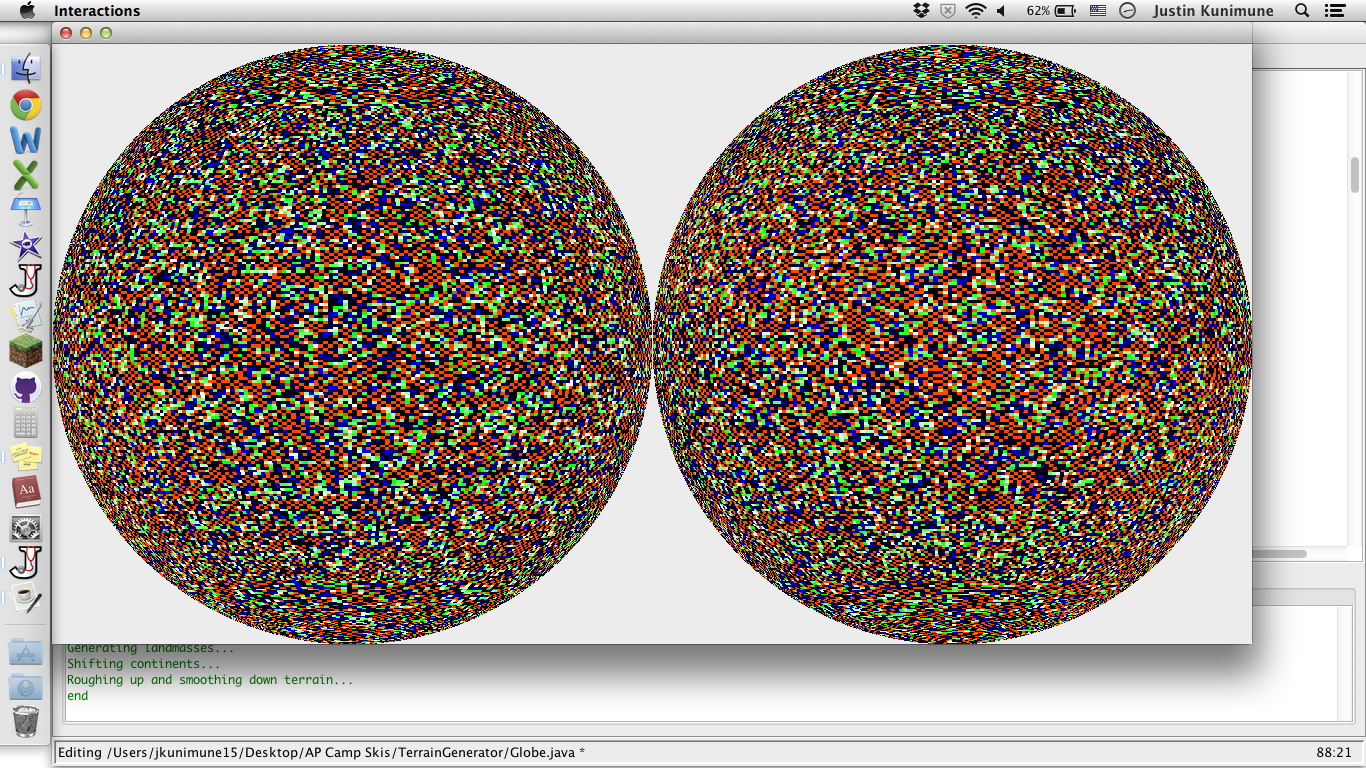 Interactions
62%
Justin Kunimune
Aa
Generating landmasses...
Shifting continents...
Roughing up and smoothing down terrain...
end
Editing /Users/jkunimune15/Desktop/AP Camp Skis/TerrainGenerator/Globe.java *
88:21